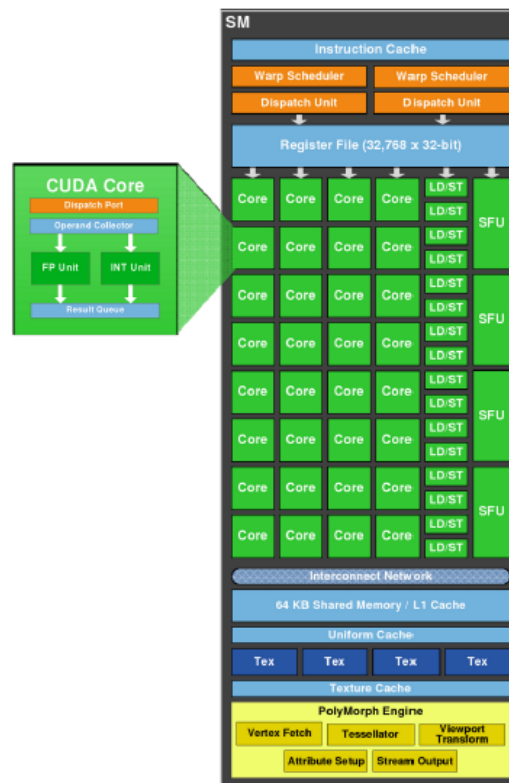 SM
Instruction Cache
Warp Scheduler Warp Scheduler
Dispatch Unit Dispatch Unit
Register File (32,768 x 32-bit)
CUDA Core
Dispatch Port
Operand Collector
FP Unit INT Unit
Result Queue
Core Core Core Core LD/ST
LD/ST
SFU
Core Core Core Core LD/ST
LD/ST
Core Core Core Core LD/ST
LD/ST
SFU
Core Core Core Core LD/ST
LD/ST
Core Core Core Core LD/ST
LD/ST
SFU
Core Core Core Core LD/ST
LD/ST
Core Core Core Core LD/ST
LD/ST
SFU
Core Core Core Core LD/ST
LD/ST
Interconnect Network
64 KB Shared Memory / L1 Cache
Uniform Cache
Tex Tex Tex Tex
Texture Cache
PolyMorph Engine
Vertex Fetch Tessellator Viewport
Transform
Attribute Setup Stream Output